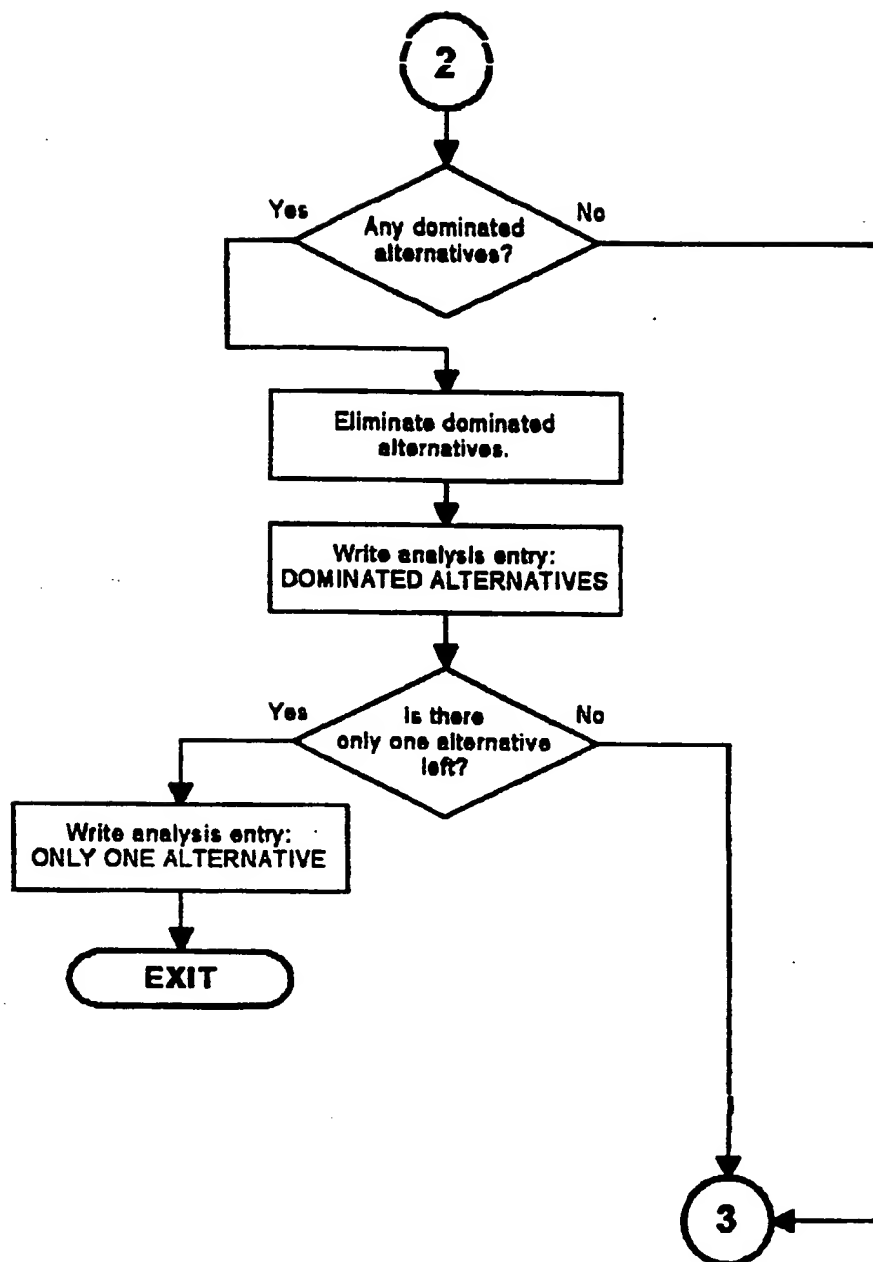 2
Yes
No
Any dominated
alternatives?
Eliminate dominated
alternatives.
Write analysis entry:
DOMINATED ALTERNATIVES
Yes
No
Is there
only one alternative
left?
Write analysis entry:
ONLY ONE ALTERNATIVE
EXIT
3